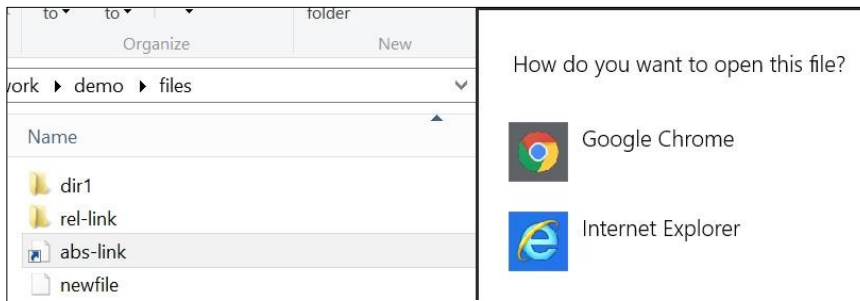 to to folder
Organize New
work ▸ demo ▸ files
Name
dir1
rel-link
abs-link
newfile
How do you want to open this file?
Google Chrome
Internet Explorer